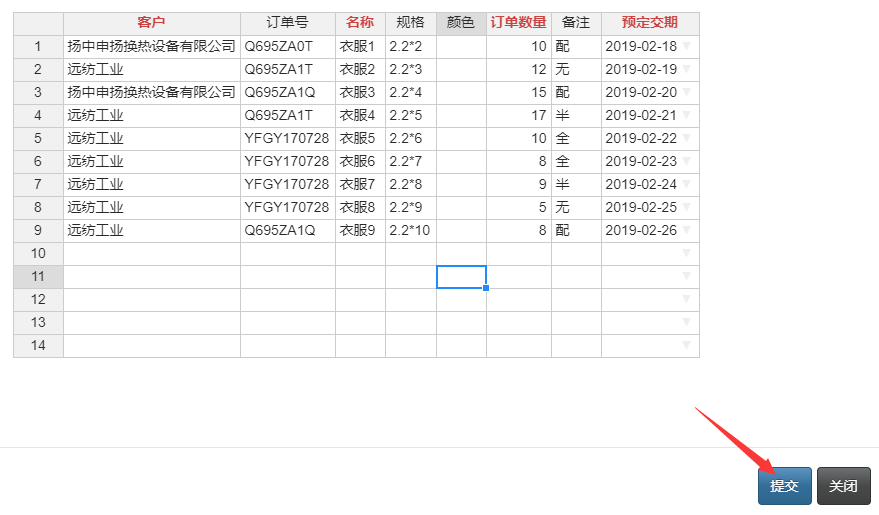 客户 订单号 名称 规格 颜色 订单数量 备注 预定交期
1 扬中申扬换热设备有限公司 Q695ZA0T 衣服1 2.2*2 10 配 2019-02-18
2 远纺工业 Q695ZA1T 衣服2 2.2*3 12 无 2019-02-19
3 扬中申扬换热设备有限公司 Q695ZA1Q 衣服3 2.2*4 15 配 2019-02-20
4 远纺工业 Q695ZA1T 衣服4 2.2*5 17 半 2019-02-21
5 远纺工业 YFGY170728 衣服5 2.2*6 10 全 2019-02-22
6 远纺工业 YFGY170728 衣服6 2.2*7 8 全 2019-02-23
7 远纺工业 YFGY170728 衣服7 2.2*8 9 半 2019-02-24
8 远纺工业 YFGY170728 衣服8 2.2*9 5 无 2019-02-25
9 远纺工业 Q695ZA1Q 衣服9 2.2*10 8 配 2019-02-26
10
11
12
13
14
提交 关闭